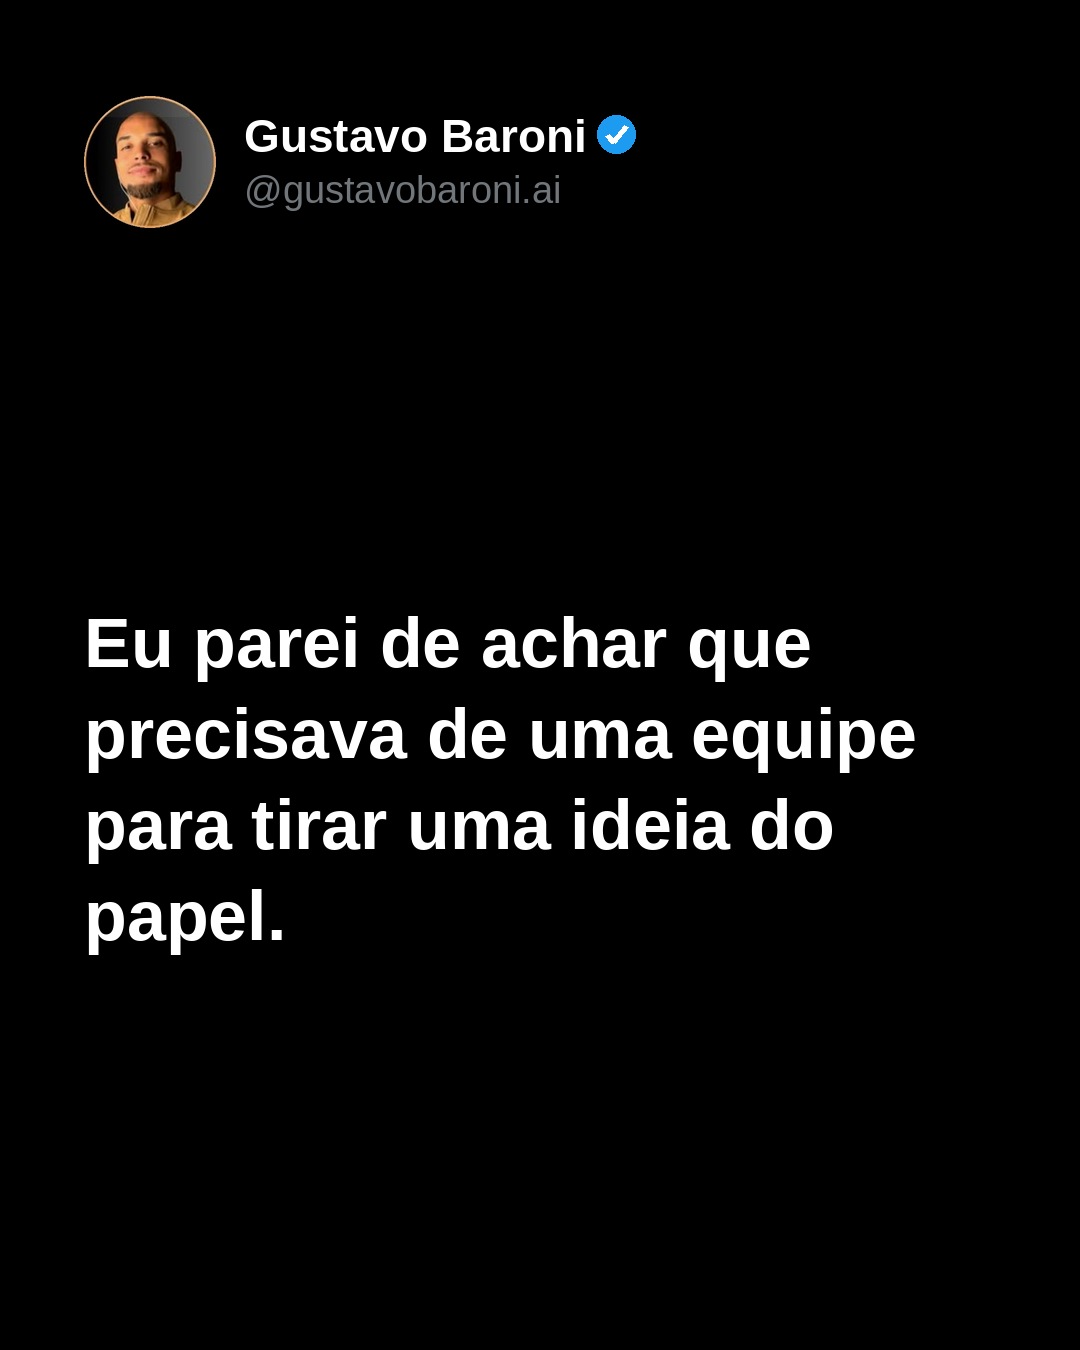 Gustavo Baroni
@gustavobaroni.ai
Eu parei de achar que
precisava de uma equipe
para tirar uma ideia do
papel.